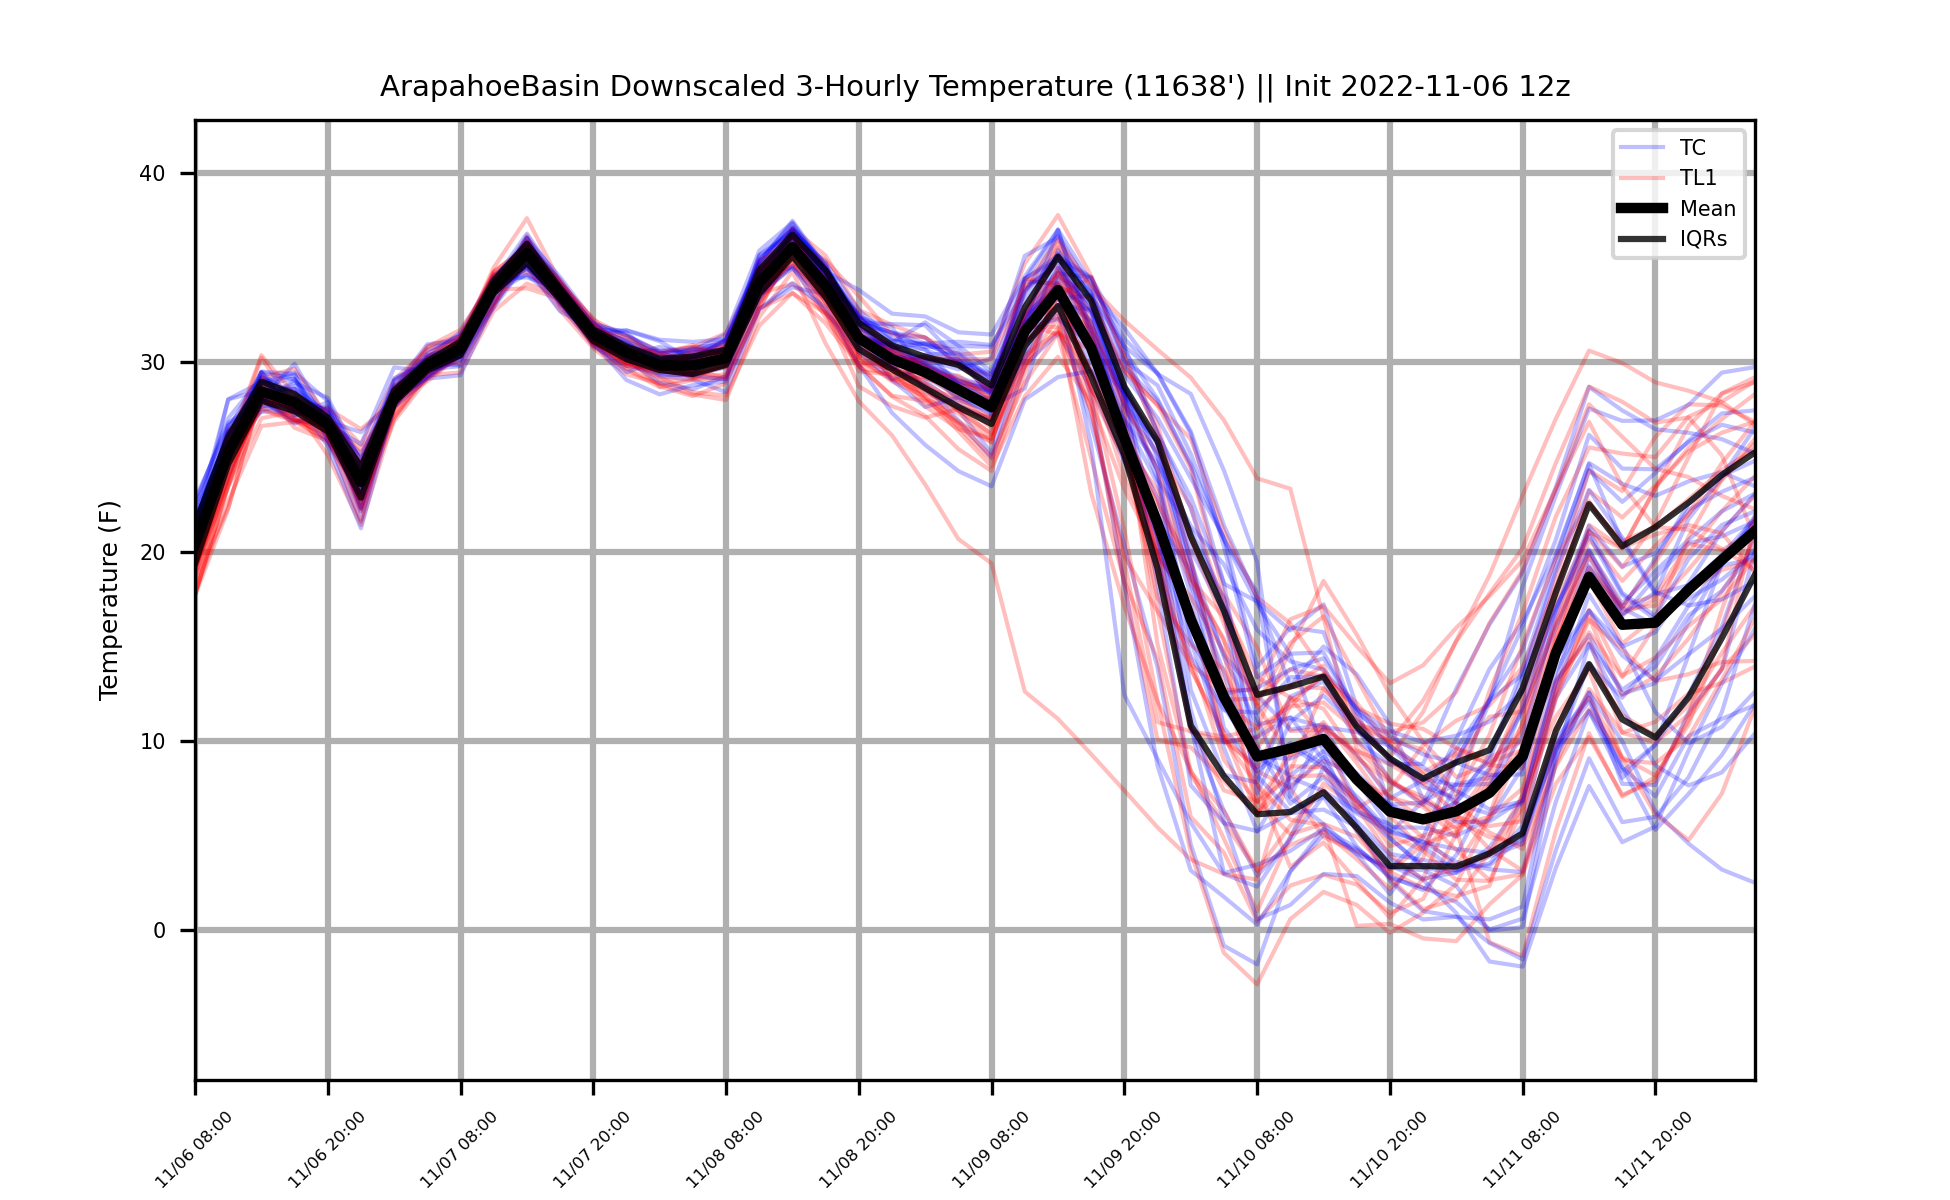 ArapahoeBasin Downscaled 3-Hourly Temperature (11638') || Init 2022-11-06 12z
TC
TL1
Mean
IQRs
Temperature (F)
40
30
20
10
0
11/06 08:00
11/06 20:00
11/07 08:00
11/07 20:00
11/08 08:00
11/08 20:00
11/09 08:00
11/09 20:00
11/10 08:00
11/10 20:00
11/11 08:00
11/11 20:00